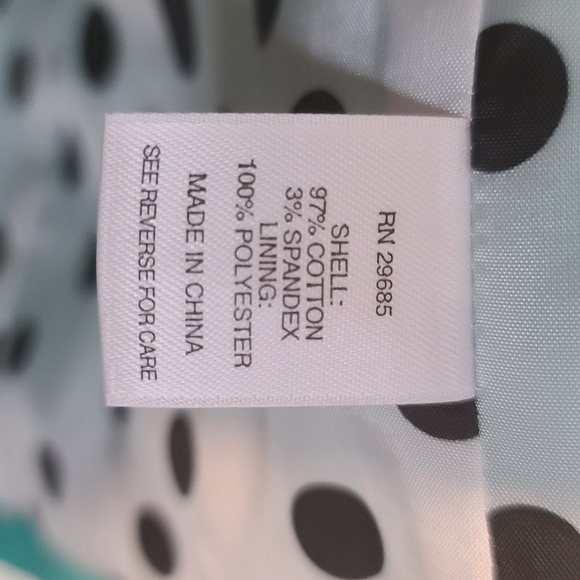 RN 29685
SHELL:
97% COTTON
3% SPANDEX
LINING:
100% POLYESTER
MADE IN CHINA
SEE REVERSE FOR CARE